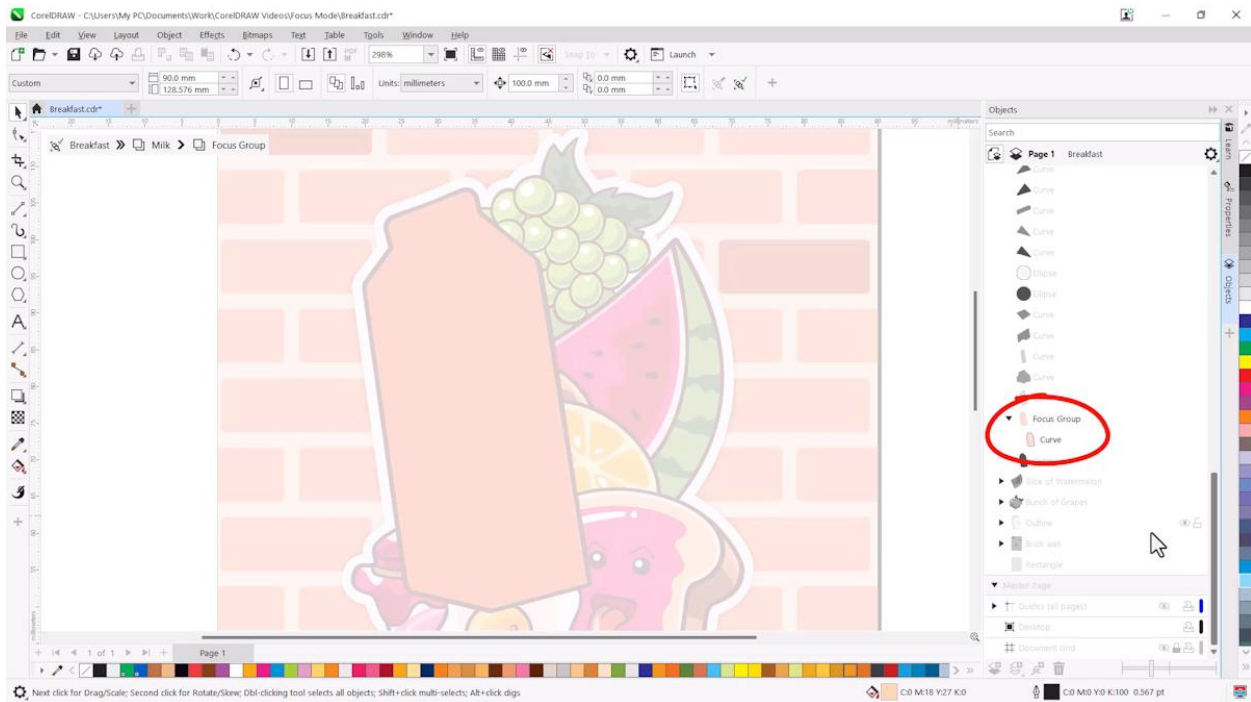 CorelDRAW - C:\Users\My PC\Documents\Work\CorelDRAW Videos\Focus Mode\Breakfast.cdr*
File Edit View Layout Object Effects Bitmaps Text Table Tools Window Help
PDF 298% Snap To Launch
Custom 90.0 mm 128.576 mm Units: millimeters 100.0 mm 0.0 mm 0.0 mm
Breakfast.cdr*
millimeters
Breakfast Milk Focus Group
Objects
Search
Page 1 Breakfast
Curve
Curve
Curve
Curve
Curve
Ellipse
Ellipse
Curve
Curve
Curve
Curve
Focus Group
Curve
Slice of Watermelon
Bunch of Grapes
Outline
Brick wall
Rectangle
Master Page
Guides (all pages)
Desktop
Document Grid
Learn
Properties
Objects
millimeters
1 of 1 Page 1
Next click for Drag/Scale; Second click for Rotate/Skew; Dbl-clicking tool selects all objects; Shift+click multi-selects; Alt+click digs
C:0 M:18 Y:27 K:0
C:0 M:0 Y:0 K:100 0.567 pt